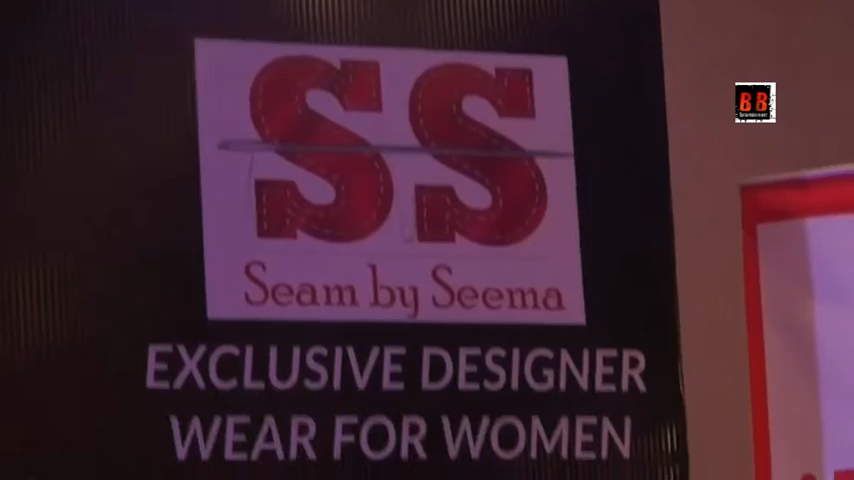 SS
Seam by Seema
EXCLUSIVE DESIGNER
WEAR FOR WOMEN
BB